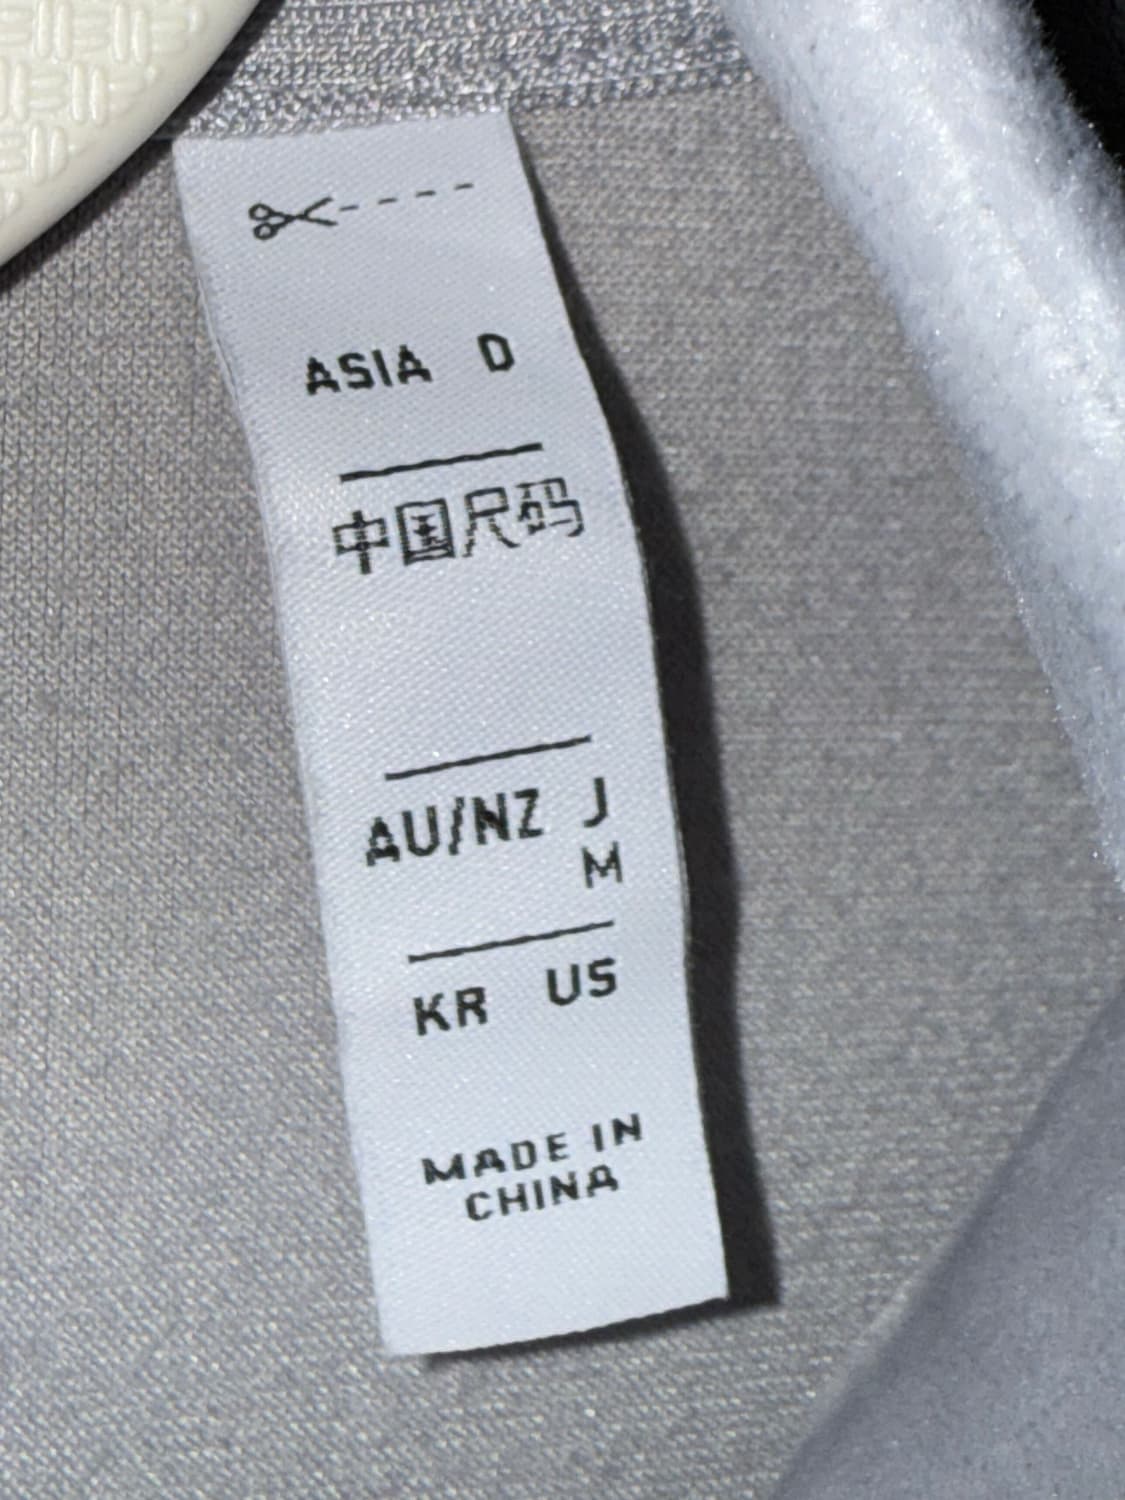 ASIA D
中国尺码
AU/NZ J
M
KR US
MADE IN
CHINA